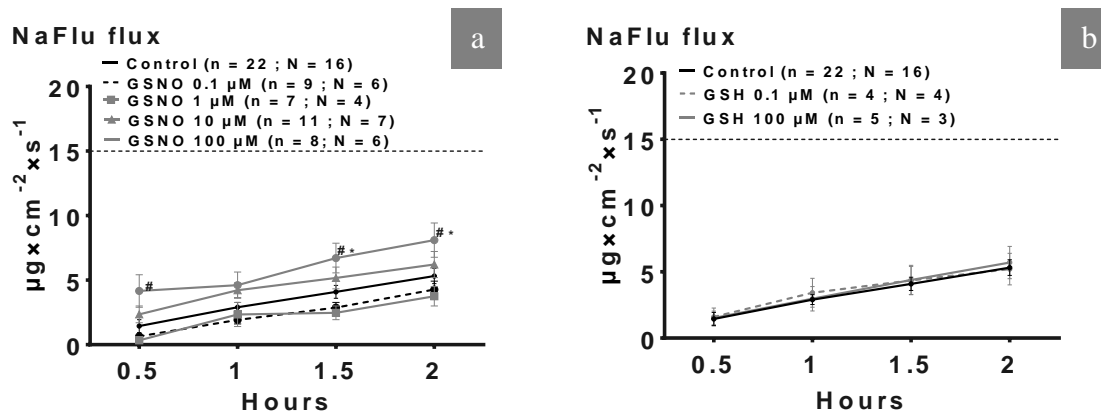 NaFlu flux
a
Control (n = 22 ; N = 16)
GSNO 0.1 µM (n = 9 ; N = 6)
GSNO 1 µM (n = 7 ; N = 4)
GSNO 10 µM (n = 11 ; N = 7)
GSNO 100 µM (n = 8; N = 6)
20
15
10
5
0
µg×cm⁻²×s⁻¹
#
# *
# *
0.5 1 1.5 2
Hours
NaFlu flux
b
Control (n = 22 ; N = 16)
GSH 0.1 µM (n = 4 ; N = 4)
GSH 100 µM (n = 5 ; N = 3)
20
15
10
5
0
µg×cm⁻²×s⁻¹
0.5 1 1.5 2
Hours